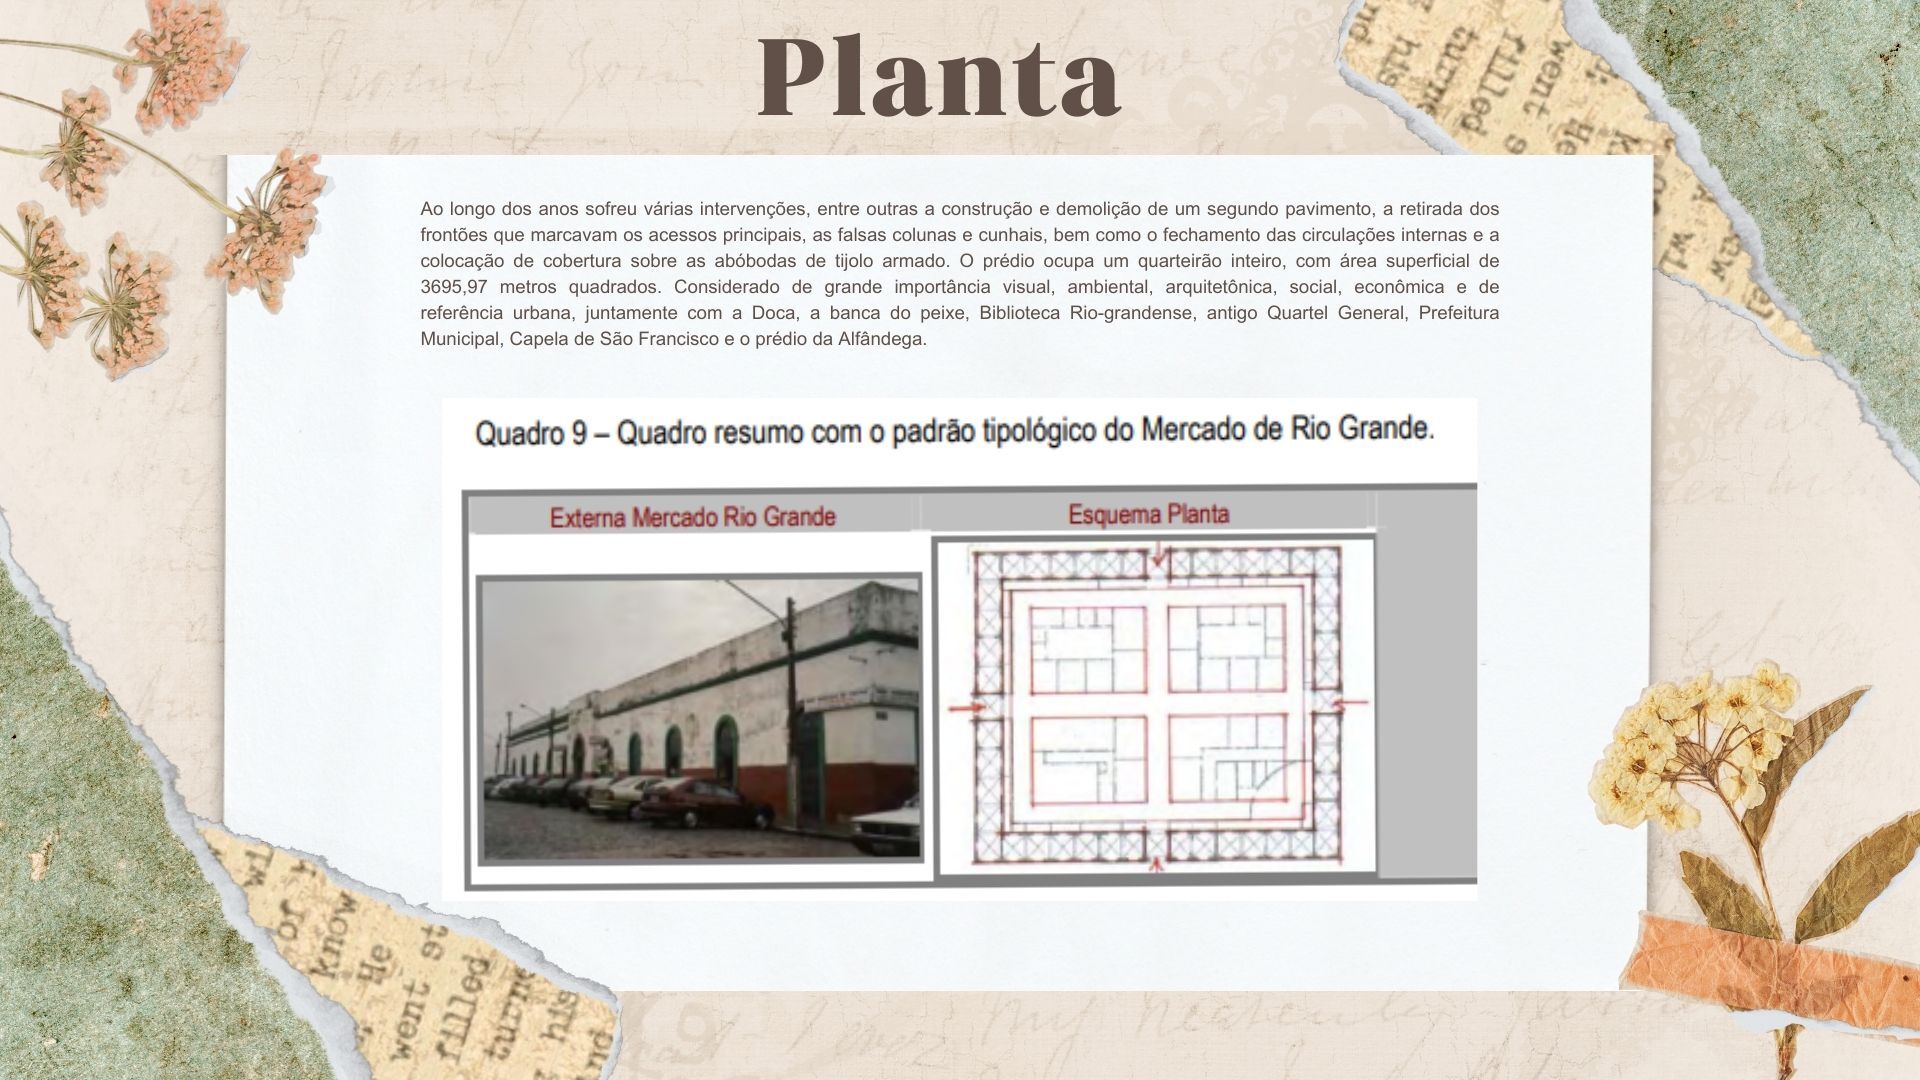 Planta
Ao longo dos anos sofreu várias intervenções, entre outras a construção e demolição de um segundo pavimento, a retirada dos
frontões que marcavam os acessos principais, as falsas colunas e cunhais, bem como o fechamento das circulações internas e a
colocação de cobertura sobre as abóbodas de tijolo armado. O prédio ocupa um quarteirão inteiro, com área superficial de
3695,97 metros quadrados. Considerado de grande importância visual, ambiental, arquitetônica, social, econômica e de
referência urbana, juntamente com a Doca, a banca do peixe, Biblioteca Rio-grandense, antigo Quartel General, Prefeitura
Municipal, Capela de São Francisco e o prédio da Alfândega.
Quadro 9 – Quadro resumo com o padrão tipológico do Mercado de Rio Grande.
Externa Mercado Rio Grande
Esquema Planta
his
turne
filled
went
He
of
know
He
went st
filled
turne
his